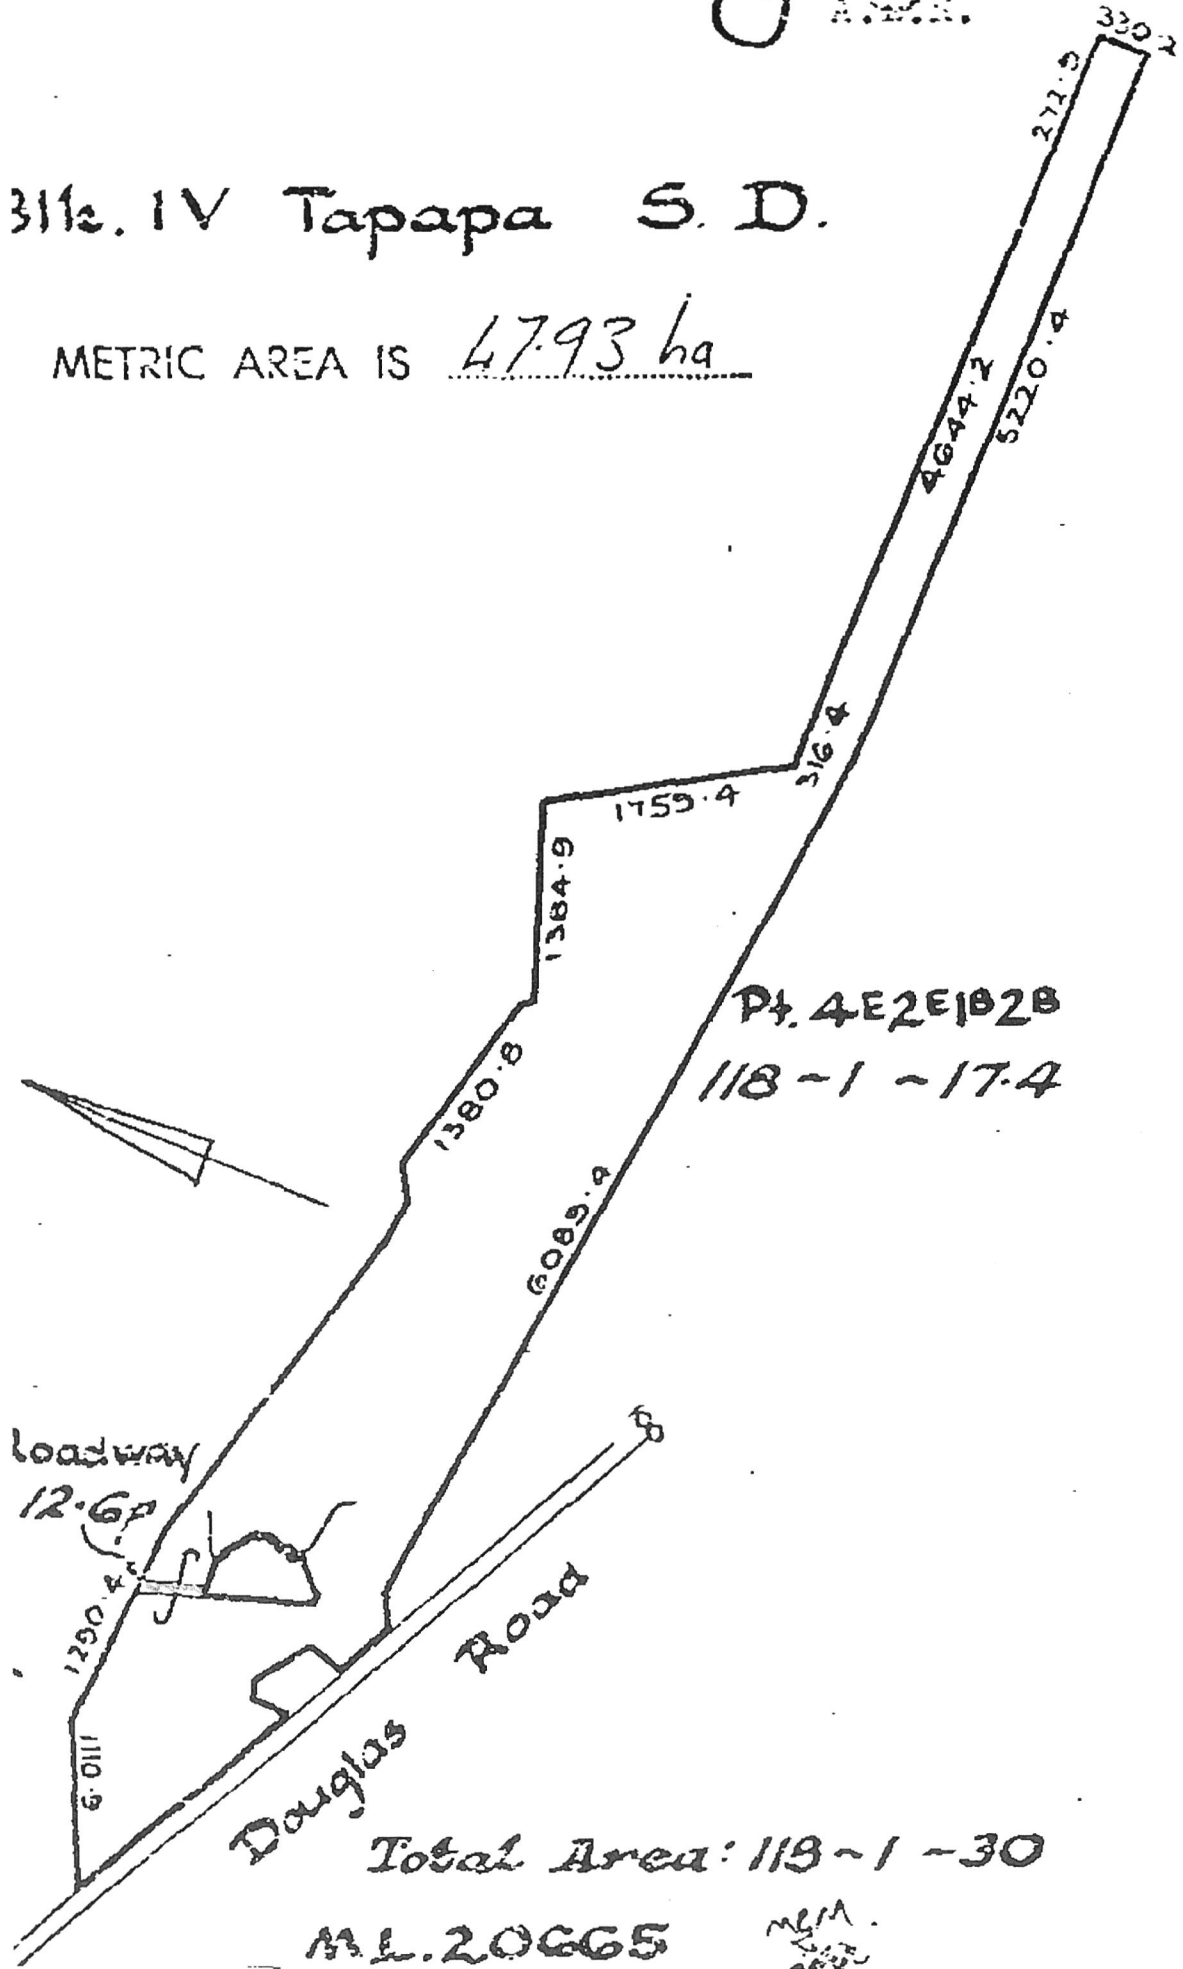 330.2
272.9
Blk. IV Tapapa S. D.
METRIC AREA IS 47.93 ha
4644.2
5220.4
316.4
1759.4
1384.9
Pt. 4E2E1B2B
118 - 1 - 17.4
1380.8
6089.4
Roadway
12.6p
1290.4
1110.9
Douglas Road
Total Area: 118 - 1 - 30
ML. 20665